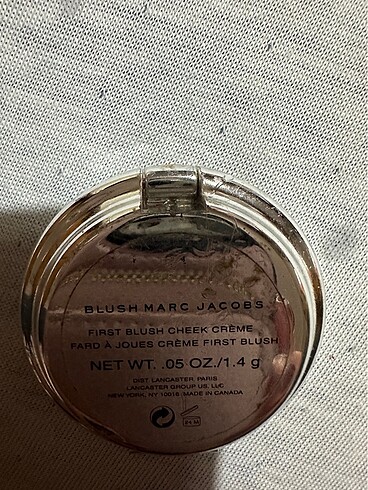 BLUSH MARC JACOBS
FIRST BLUSH CHEEK CRÈME
FARD À JOUES CRÈME FIRST BLUSH
NET WT. .05 OZ./1.4 g
DIST. LANCASTER PARIS
LANCASTER GROUP US, LLC
NEW YORK, NY 10016 MADE IN CANADA
24 M